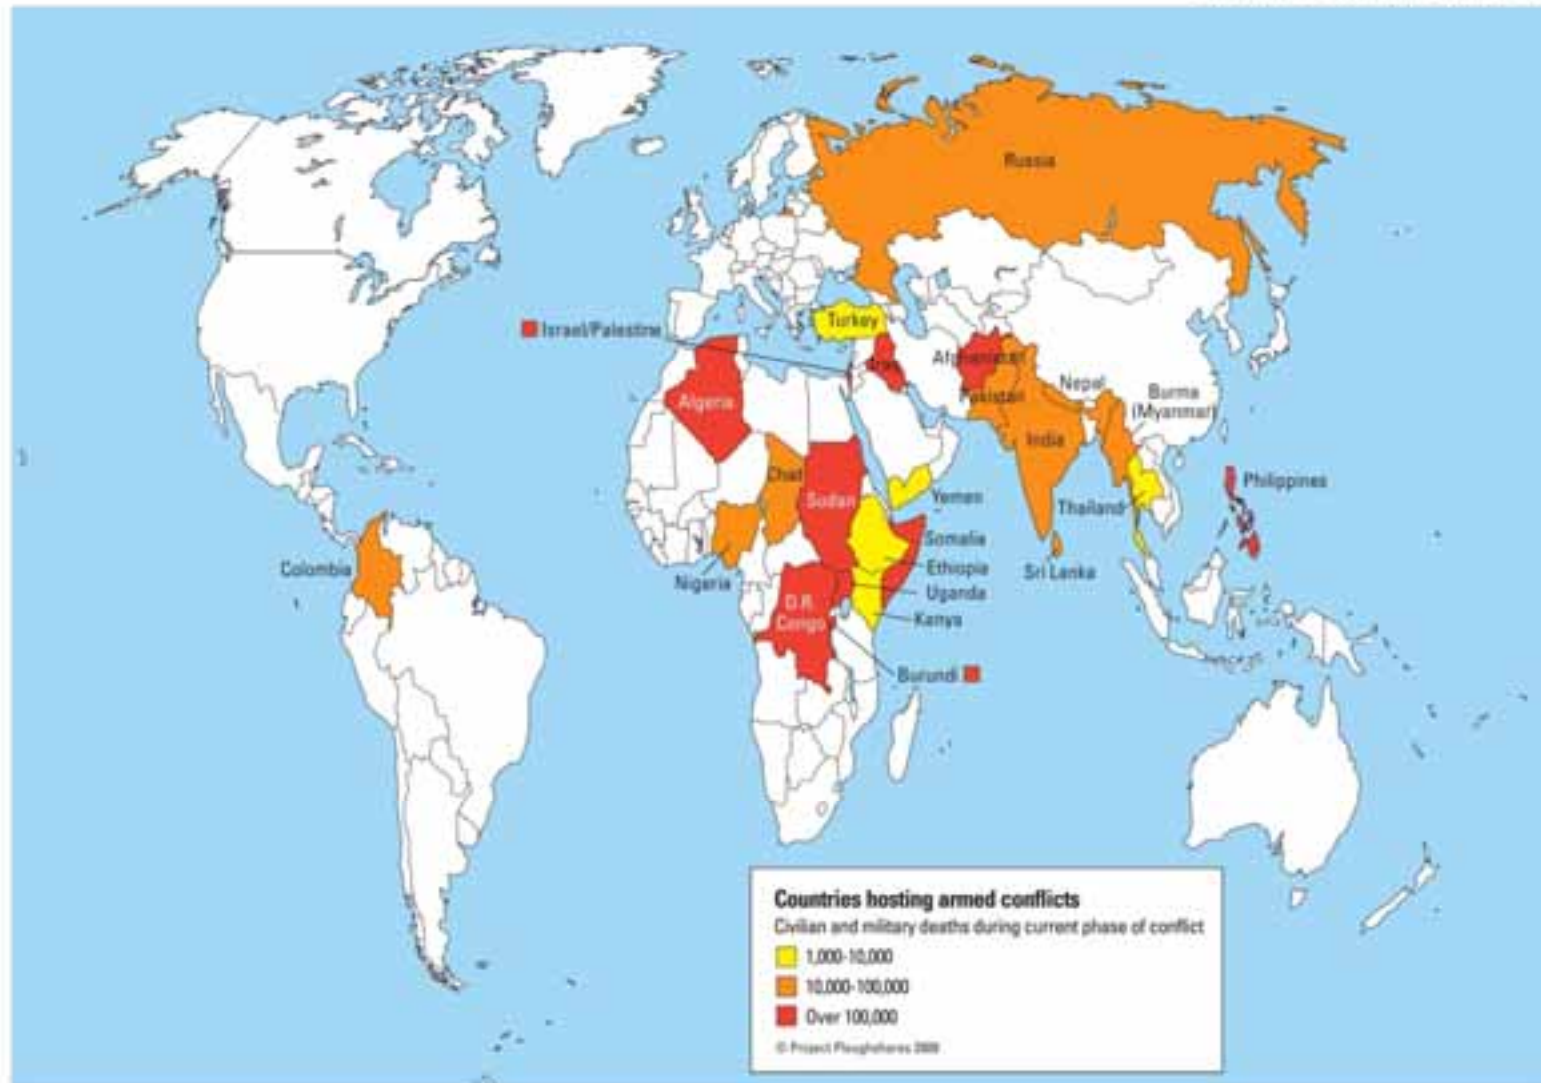 Russia
Israel/Palestine
Turkey
Iraq
Afghanistan
Pakistan
Nepal
Burma
(Myanmar)
Algeria
India
Chad
Sudan
Yemen
Thailand
Philippines
Somalia
Ethiopia
Sri Lanka
Colombia
Nigeria
Uganda
D.R.
Congo
Kenya
Burundi
Countries hosting armed conflicts
Civilian and military deaths during current phase of conflict
1,000-10,000
10,000-100,000
Over 100,000
© Project Ploughshares